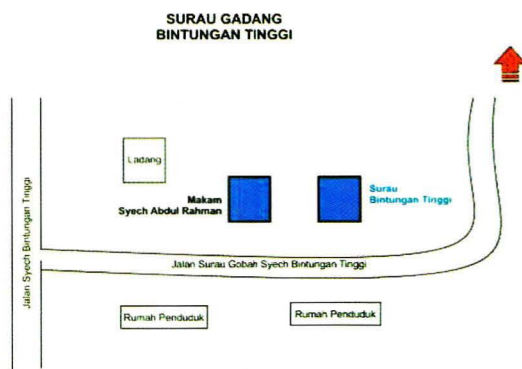 SURAU GADANG
BINTUNGAN TINGGI
Ladang
Makam
Syech Abdul Rahman
Surau
Bintungan Tinggi
Jalan Syech Bintungan Tinggi
Jalan Surau Gobah Syech Bintungan Tinggi
Rumah Penduduk
Rumah Penduduk